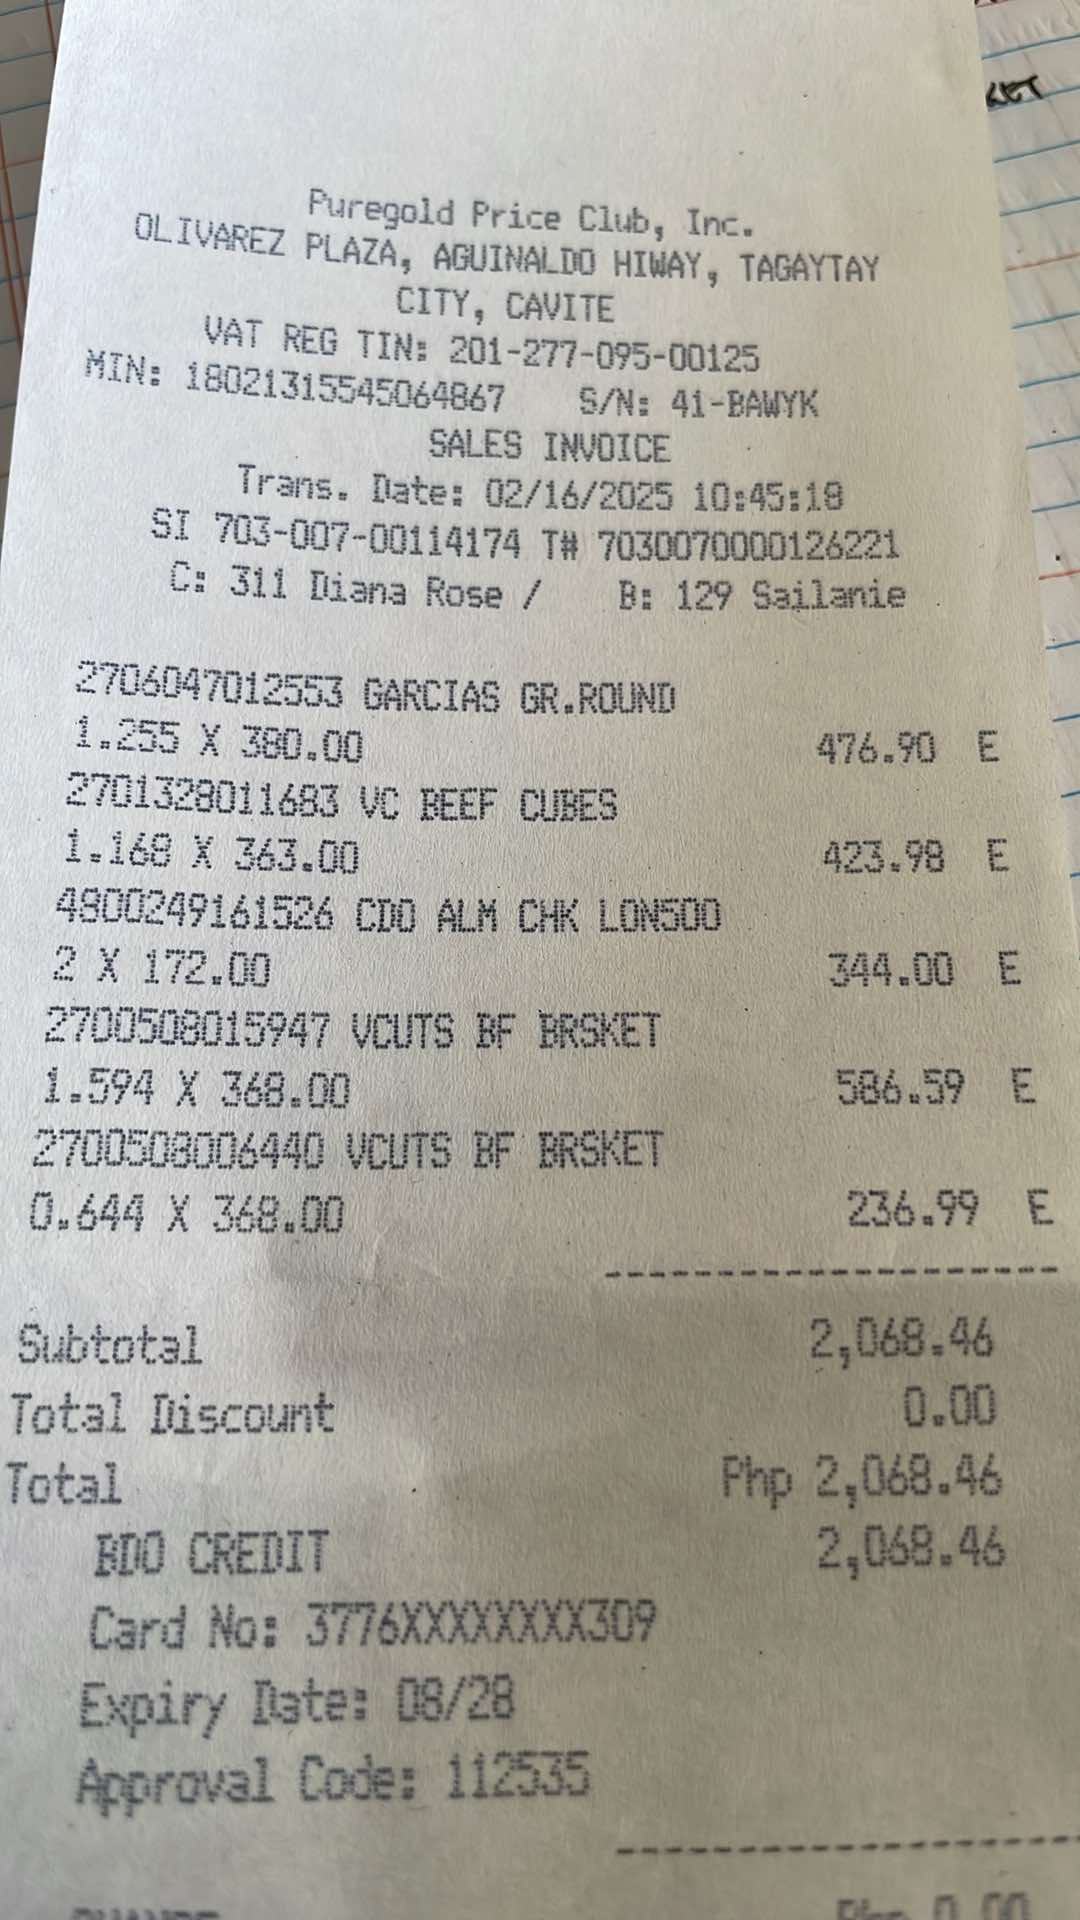 KET
Puregold Price Club, Inc.
OLIVAREZ PLAZA, AGUINALDO HIWAY, TAGAYTAY
CITY, CAVITE
VAT REG TIN: 201-277-095-00125
MIN: 18021315545064867 S/N: 41-BAWYK
SALES INVOICE
Trans. Date: 02/16/2025 10:45:18
SI 703-007-00114174 T# 7030070000126221
C: 311 Diana Rose / B: 129 Sailanie
2706047012553 GARCIAS GR.ROUND
1.255 X 380.00 476.90 E
2701328011683 VC BEEF CUBES
1.168 X 363.00 423.98 E
4800249161526 CDO ALM CHK LON500
2 X 172.00 344.00 E
2700508015947 VCUTS BF BRSKET
1.594 X 368.00 586.59 E
2700508006440 VCUTS BF BRSKET
0.644 X 368.00 236.99 E
Subtotal 2,068.46
Total Discount 0.00
Total Php 2,068.46
BDO CREDIT 2,068.46
Card No: 3776XXXXXXXX309
Expiry Date: 08/28
Approval Code: 112535
Php 0.00